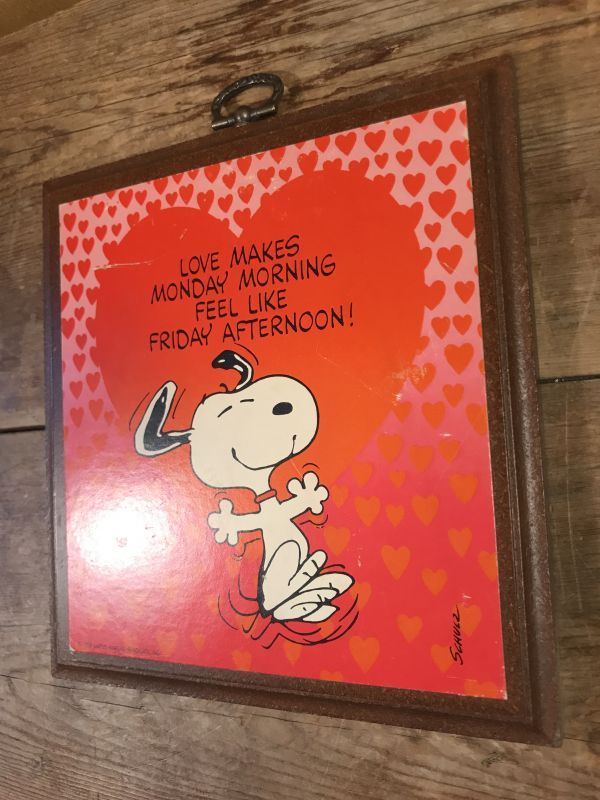 LOVE MAKES
MONDAY MORNING
FEEL LIKE
FRIDAY AFTERNOON!
SCHULZ